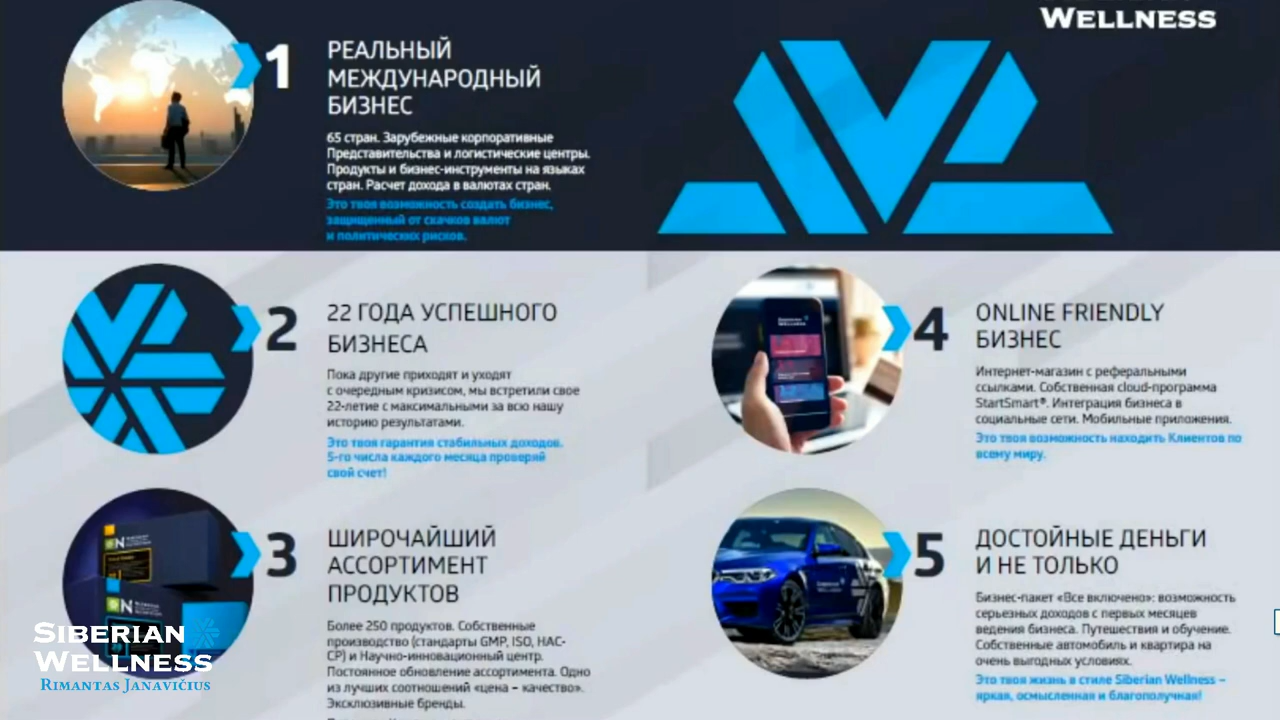 WELLNESS
1
РЕАЛЬНЫЙ
МЕЖДУНАРОДНЫЙ
БИЗНЕС
65 стран. Зарубежные корпоративные
Представительства и логистические центры.
Продукты и бизнес-инструменты на языках
стран. Расчет дохода в валютах стран.
Это твоя возможность создать бизнес,
защищенный от скачков валют
и политических рисков.
2
22 ГОДА УСПЕШНОГО
БИЗНЕСА
Пока другие приходят и уходят
с очередным кризисом, мы встретили свое
22-летие с максимальными за всю нашу
историю результатами.
Это твоя гарантия стабильных доходов.
5-го числа каждого месяца проверяй
свой счет!
3
ШИРОЧАЙШИЙ
АССОРТИМЕНТ
ПРОДУКТОВ
Более 250 продуктов. Собственные
производство (стандарты GMP, ISO, HAC-
CP) и Научно-инновационный центр.
Постоянное обновление ассортимента. Одно
из лучших соотношений «цена – качество».
Эксклюзивные бренды.
4
ONLINE FRIENDLY
БИЗНЕС
Интернет-магазин с реферальными
ссылками. Собственная cloud-программа
StartSmart®. Интеграция бизнеса в
социальные сети. Мобильные приложения.
Это твоя возможность находить Клиентов по
всему миру.
5
ДОСТОЙНЫЕ ДЕНЬГИ
И НЕ ТОЛЬКО
Бизнес-пакет «Все включено»: возможность
серьезных доходов с первых месяцев
ведения бизнеса. Путешествия и обучение.
Собственные автомобиль и квартира на
очень выгодных условиях.
Это твоя жизнь в стиле Siberian Wellness –
яркая, осмысленная и благополучная!
SIBERIAN
WELLNESS
RIMANTAS JANAVIČIUS